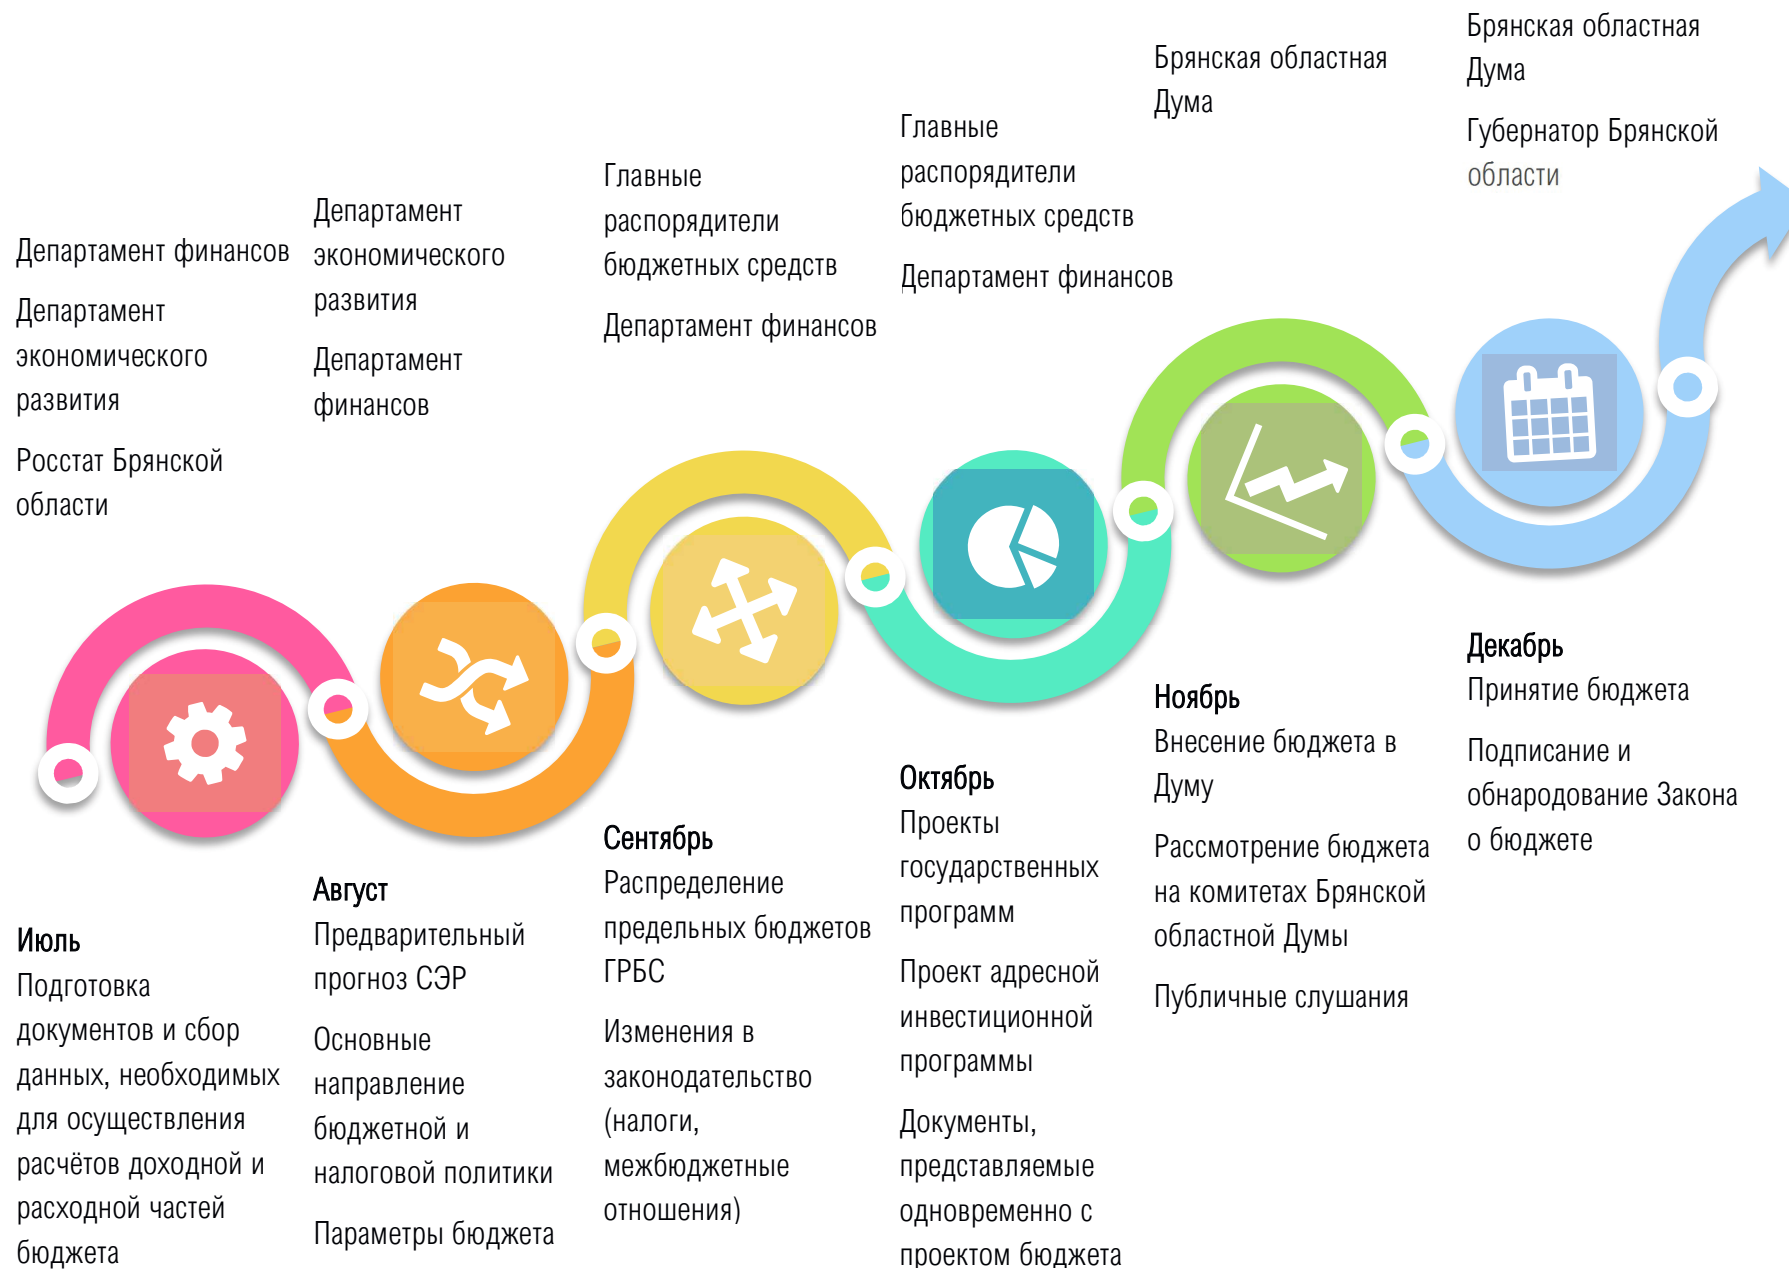 Департамент финансов
Департамент
экономического
развития
Росстат Брянской
области
Департамент
экономического
развития
Департамент
финансов
Главные
распорядители
бюджетных средств
Департамент финансов
Главные
распорядители
бюджетных средств
Департамент финансов
Брянская областная
Дума
Брянская областная
Дума
Губернатор Брянской
области
Июль
Подготовка
документов и сбор
данных, необходимых
для осуществления
расчётов доходной и
расходной частей
бюджета
Август
Предварительный
прогноз СЭР
Основные
направление
бюджетной и
налоговой политики
Параметры бюджета
Сентябрь
Распределение
предельных бюджетов
ГРБС
Изменения в
законодательство
(налоги,
межбюджетные
отношения)
Октябрь
Проекты
государственных
программ
Проект адресной
инвестиционной
программы
Документы,
представляемые
одновременно с
проектом бюджета
Ноябрь
Внесение бюджета в
Думу
Рассмотрение бюджета
на комитетах Брянской
областной Думы
Публичные слушания
Декабрь
Принятие бюджета
Подписание и
обнародование Закона
о бюджете